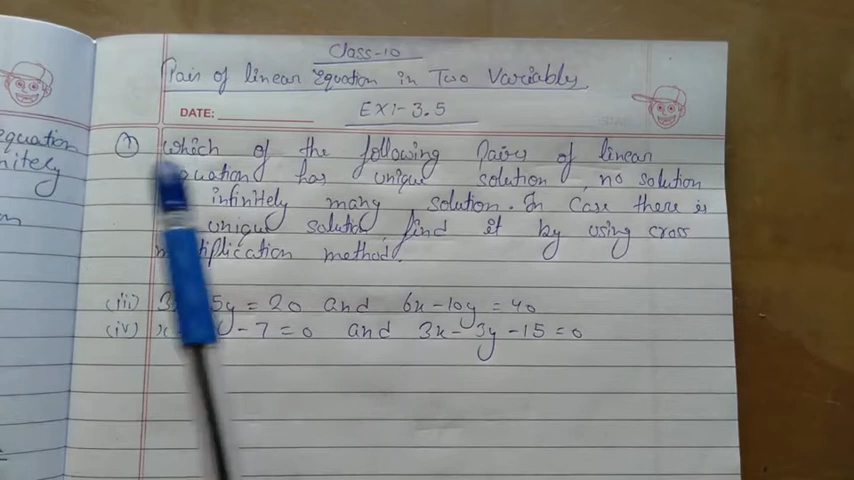 Class-10
Pair of linear Equation in Two Variables
DATE:
EXI- 3.5
equation
nitely
on
① which of the following Pairs of linear
equation has unique solution, no solution
infinitely many solution. In Case there is
unique solution, find it by using cross
multiplication method.
(iii) 5y = 20 and 6x - 10y = 40
(iv) - 7 = 0 and 3x - 3y - 15 = 0